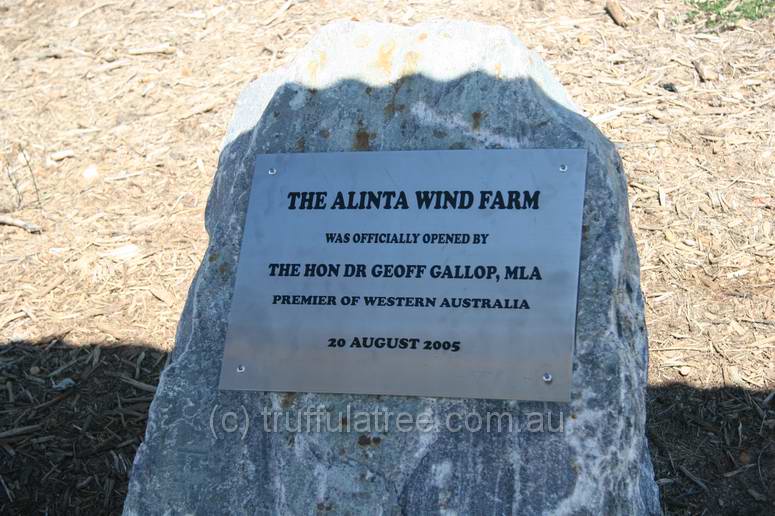 THE ALINTA WIND FARM
WAS OFFICIALLY OPENED BY
THE HON DR GEOFF GALLOP, MLA
PREMIER OF WESTERN AUSTRALIA
20 AUGUST 2005
(c) truffulatree.com.au